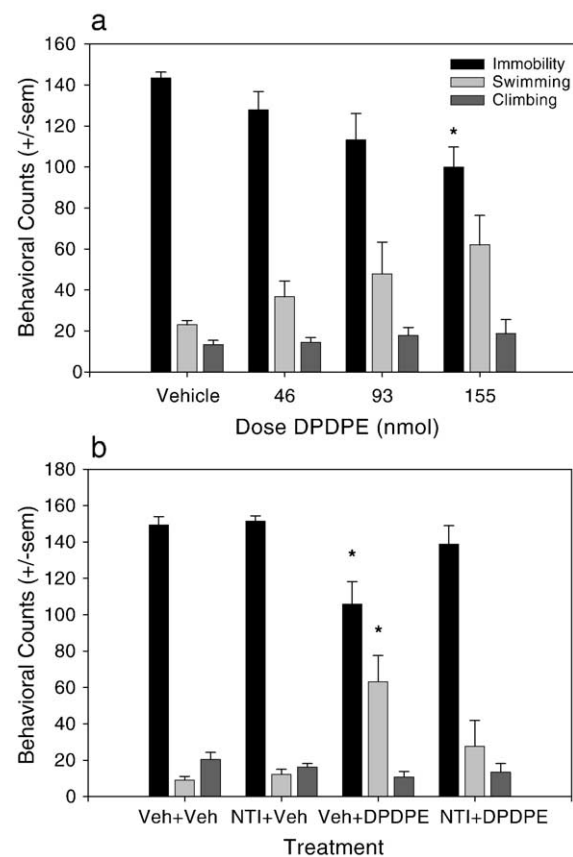 a
160
140
120
100
80
60
40
20
0
Behavioral Counts (+/-sem)
Immobility
Swimming
Climbing
*
Vehicle 46 93 155
Dose DPDPE (nmol)
b
180
160
140
120
100
80
60
40
20
0
Behavioral Counts (+/-sem)
*
*
Veh+Veh NTI+Veh Veh+DPDPE NTI+DPDPE
Treatment